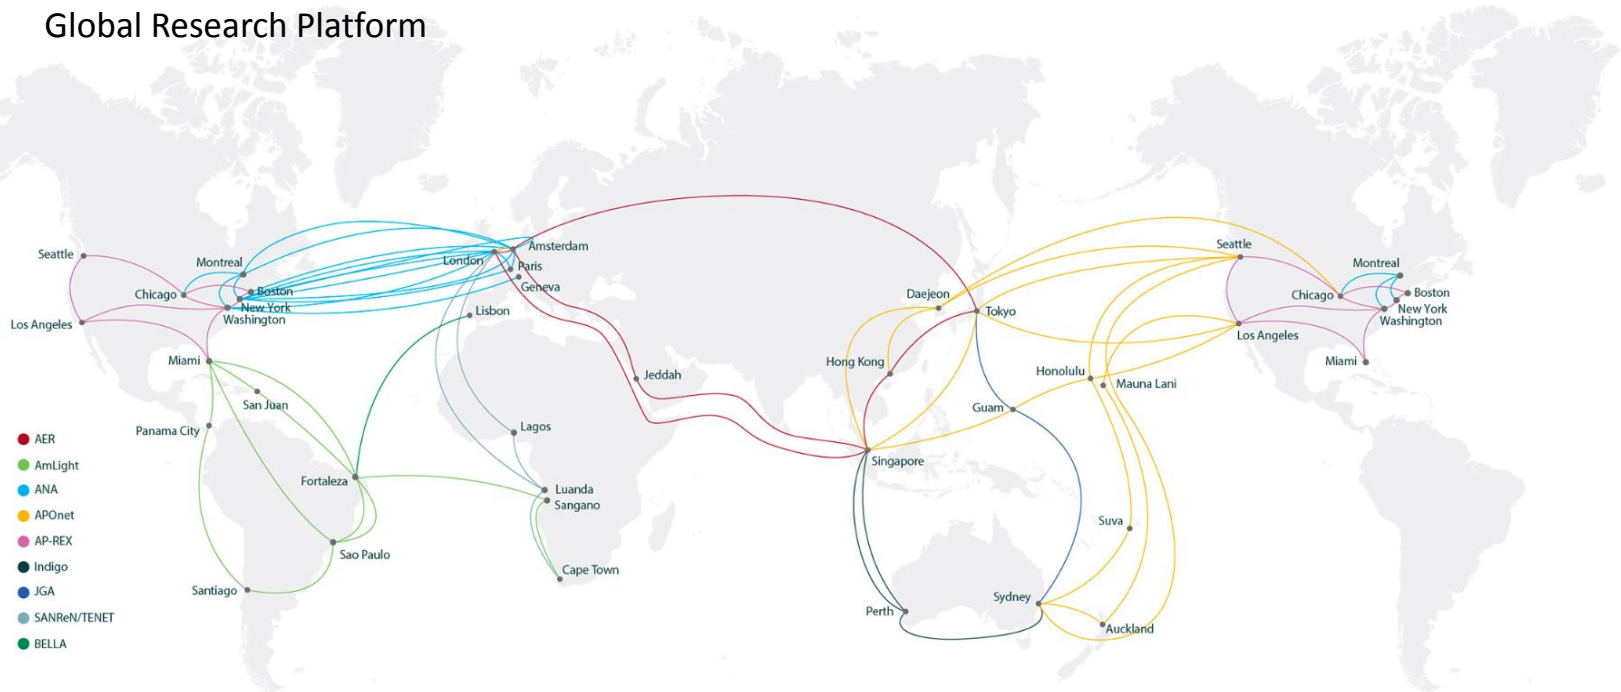 Global Research Platform
Seattle
Montreal
Chicago
Boston
New York
Washington
Los Angeles
Miami
San Juan
Panama City
Fortaleza
Sao Paulo
Santiago
London
Amsterdam
Paris
Geneva
Lisbon
Jeddah
Lagos
Luanda
Sangano
Cape Town
Daejeon
Tokyo
Hong Kong
Singapore
Guam
Honolulu
Mauna Lani
Suva
Perth
Sydney
Auckland
Seattle
Montreal
Chicago
Boston
New York
Washington
Los Angeles
Miami
AER
AmLight
ANA
APOnet
AP-REX
Indigo
JGA
SANReN/TENET
BELLA